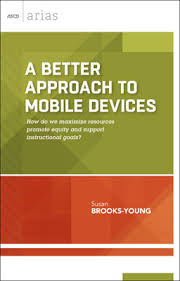 ASCD arias
A BETTER
APPROACH TO
MOBILE DEVICES
How do we maximize resources
promote equity and support
instructional goals?
Susan
BROOKS-YOUNG